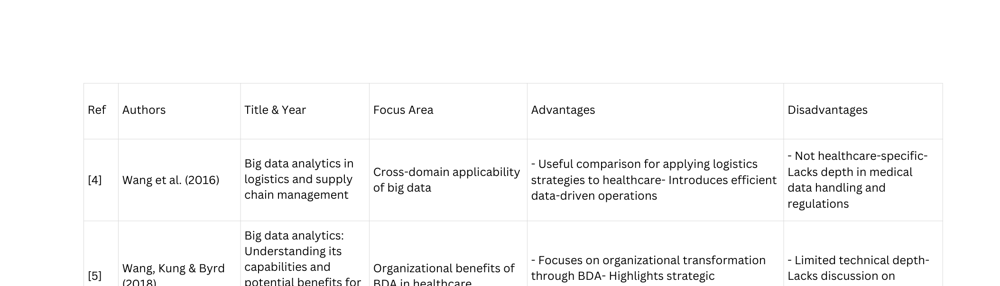 Ref
Authors
Title & Year
Focus Area
Advantages
Disadvantages
[4]
Wang et al. (2016)
Big data analytics in
logistics and supply
chain management
Cross-domain applicability
of big data
- Useful comparison for applying logistics
strategies to healthcare- Introduces efficient
data-driven operations
- Not healthcare-specific-
Lacks depth in medical
data handling and
regulations
[5]
Wang, Kung & Byrd
(2018)
Big data analytics:
Understanding its
capabilities and
potential benefits for
Organizational benefits of
BDA in healthcare
- Focuses on organizational transformation
through BDA- Highlights strategic
- Limited technical depth-
Lacks discussion on